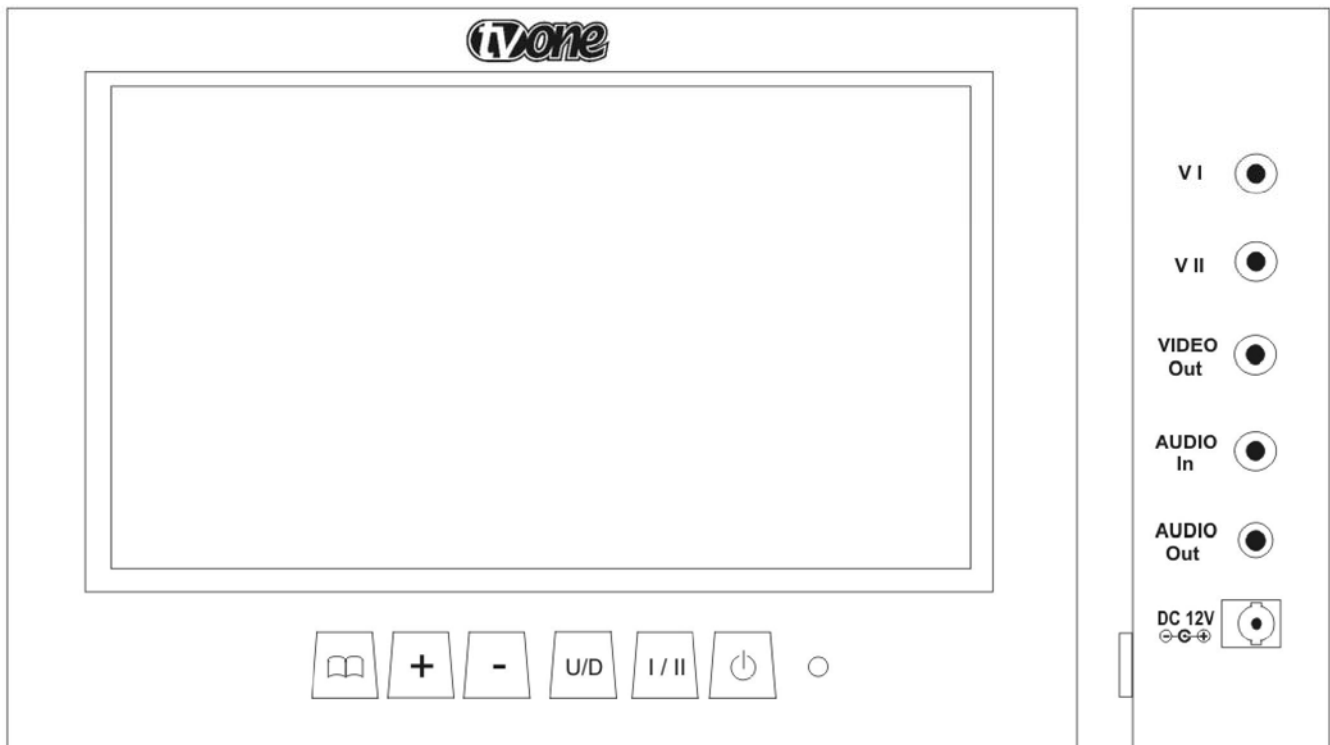 tvone
+ - U/D I / II
V I
V II
VIDEO
Out
AUDIO
In
AUDIO
Out
DC 12V
- C +